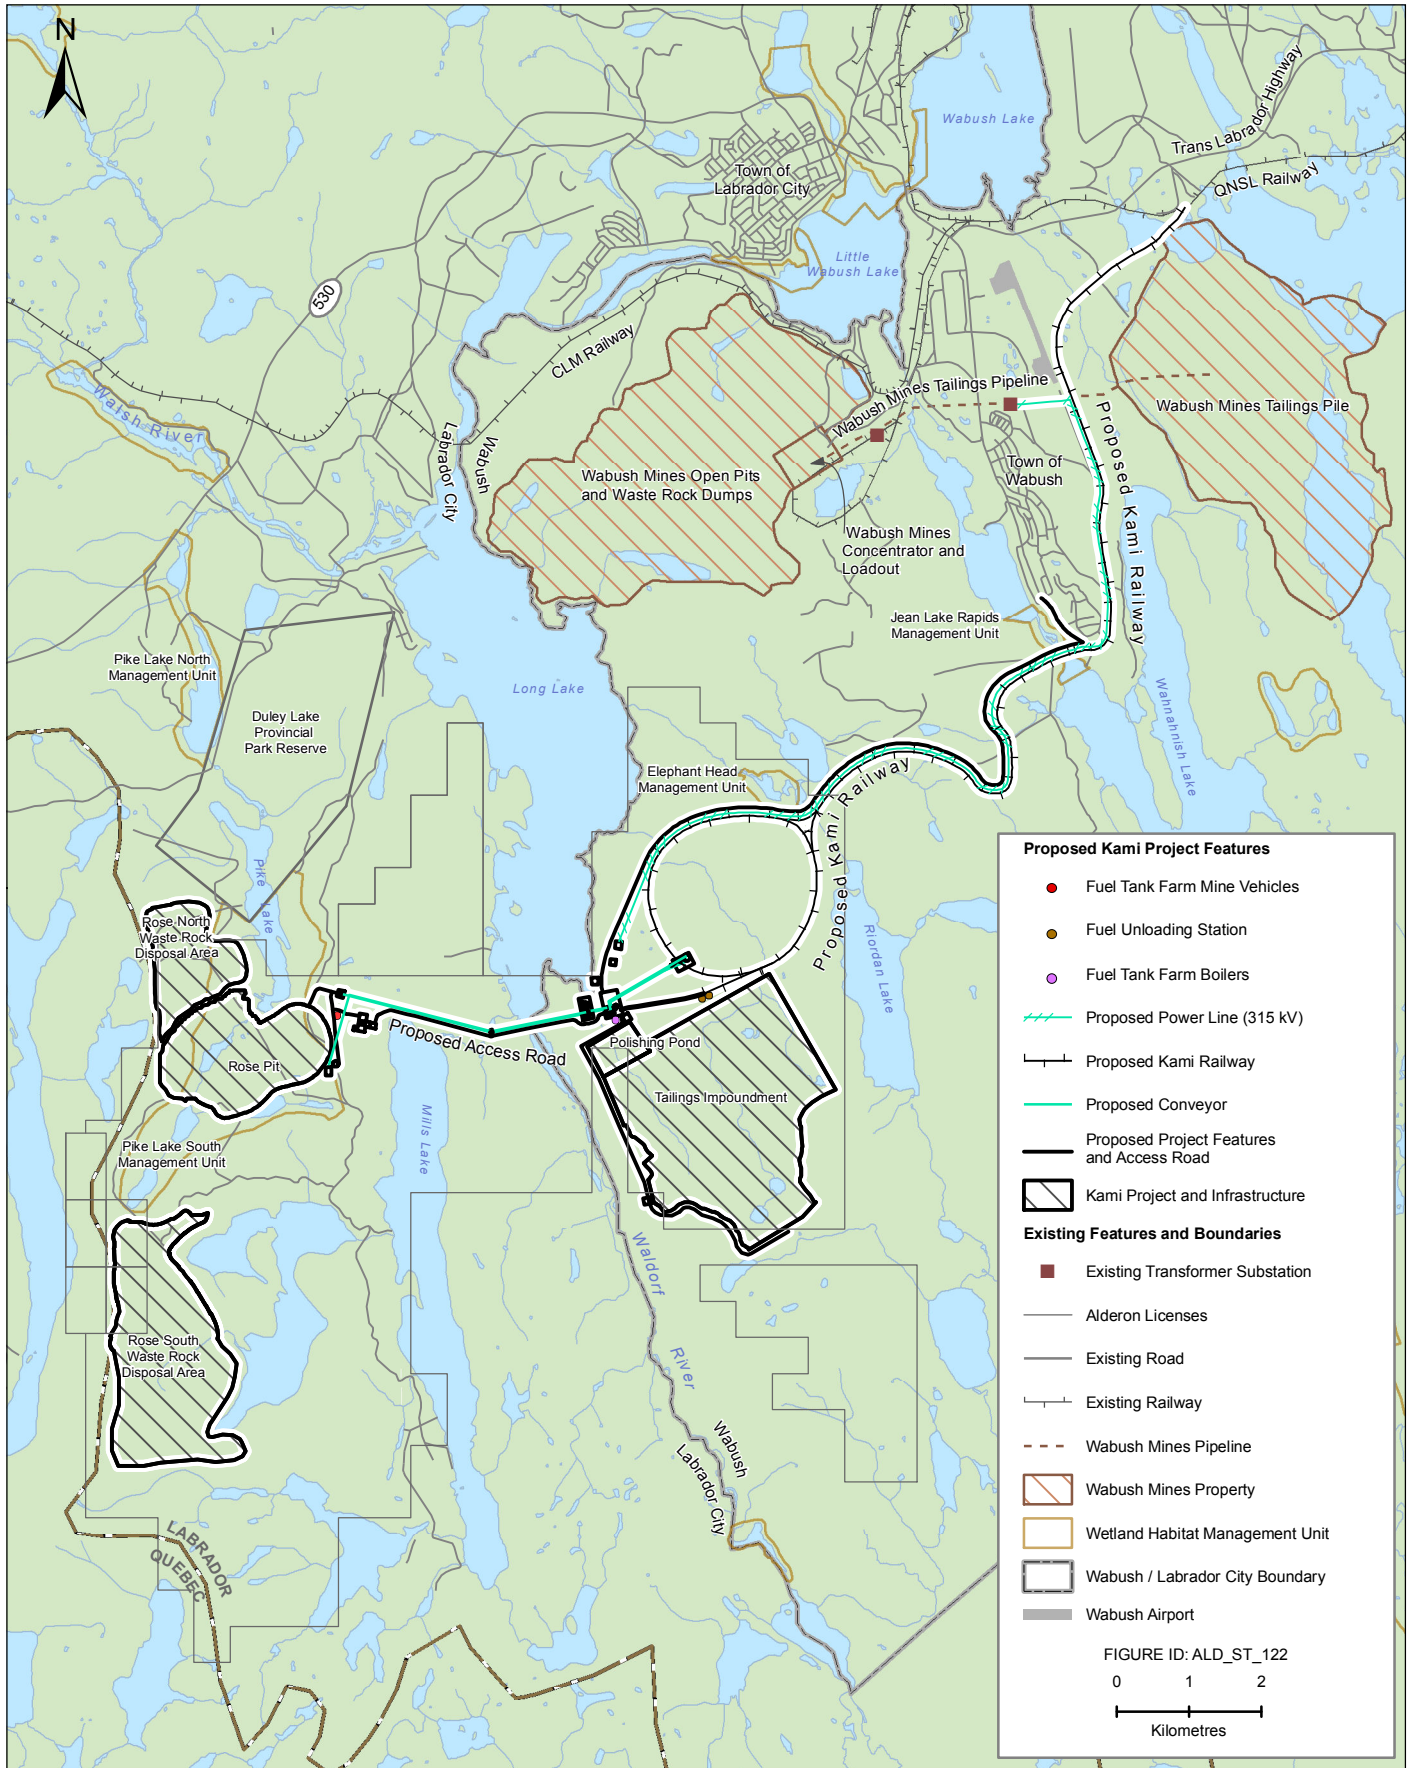 N
Wabush Lake
Trans Labrador Highway
QNSL Railway
Town of
Labrador City
Little
Wabush Lake
530
CLM Railway
Walsh River
Labrador City
Wabush
Wabush Mines Tailings Pipeline
Wabush Mines Tailings Pile
Wabush Mines Open Pits
and Waste Rock Dumps
Town of
Wabush
Proposed Kami Railway
Wabush Mines
Concentrator and
Loadout
Jean Lake Rapids
Management Unit
Pike Lake North
Management Unit
Long Lake
Wahnahnish Lake
Duley Lake
Provincial
Park Reserve
Elephant Head
Management Unit
Proposed Kami Railway
Pike Lake
Riordan Lake
Rose North
Waste Rock
Disposal Area
Proposed Access Road
Polishing Pond
Rose Pit
Tailings Impoundment
Mills Lake
Pike Lake South
Management Unit
Waldorf River
Rose South
Waste Rock
Disposal Area
Wabush
Labrador City
LABRADOR
QUEBEC
Proposed Kami Project Features
Fuel Tank Farm Mine Vehicles
Fuel Unloading Station
Fuel Tank Farm Boilers
Proposed Power Line (315 kV)
Proposed Kami Railway
Proposed Conveyor
Proposed Project Features
and Access Road
Kami Project and Infrastructure
Existing Features and Boundaries
Existing Transformer Substation
Alderon Licenses
Existing Road
Existing Railway
Wabush Mines Pipeline
Wabush Mines Property
Wetland Habitat Management Unit
Wabush / Labrador City Boundary
Wabush Airport
FIGURE ID: ALD_ST_122
0 1 2
Kilometres